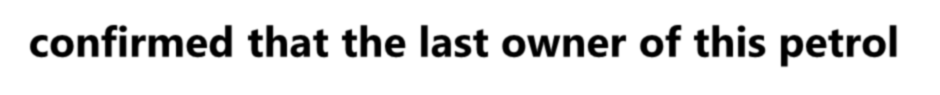 confirmed that the last owner of this petrol